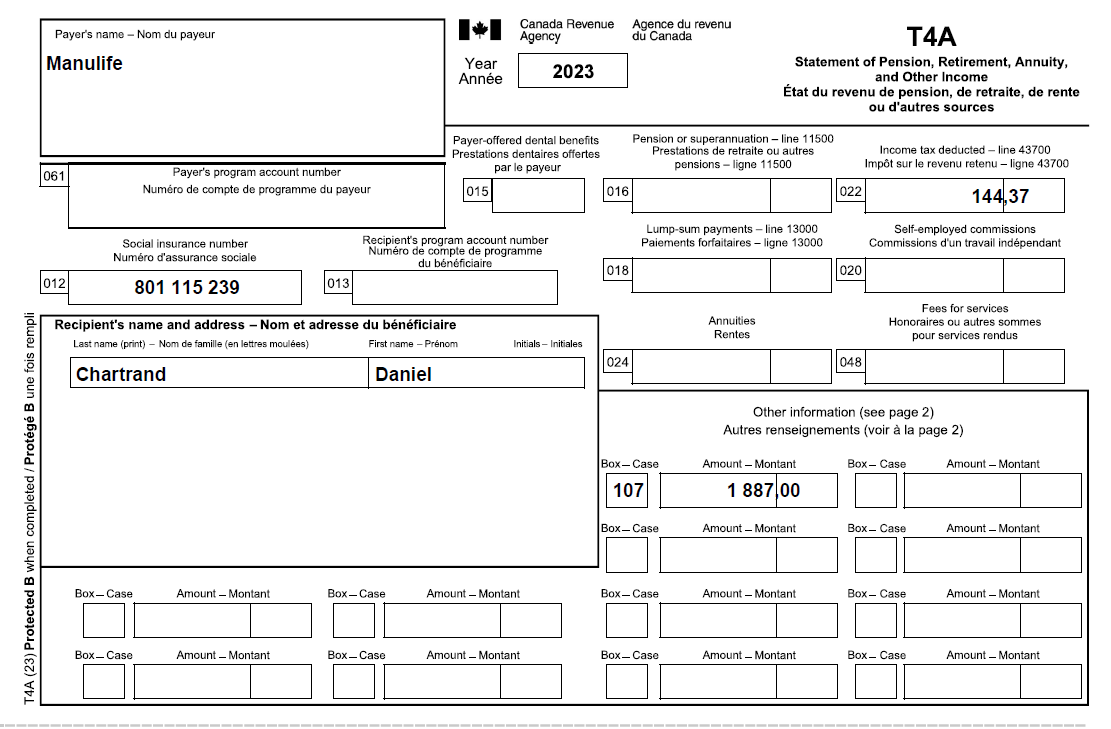 Payer's name – Nom du payeur
Manulife
Canada Revenue Agency
Agence du revenu du Canada
Year
Année
2023
T4A
Statement of Pension, Retirement, Annuity,
and Other Income
État du revenu de pension, de retraite, de rente
ou d'autres sources
061
Payer's program account number
Numéro de compte de programme du payeur
Payer-offered dental benefits
Prestations dentaires offertes
par le payeur
015
Pension or superannuation – line 11500
Prestations de retraite ou autres
pensions – ligne 11500
016
Income tax deducted – line 43700
Impôt sur le revenu retenu – ligne 43700
022
144,37
Social insurance number
Numéro d'assurance sociale
012
801 115 239
Recipient's program account number
Numéro de compte de programme
du bénéficiaire
013
Lump-sum payments – line 13000
Paiements forfaitaires – ligne 13000
018
Self-employed commissions
Commissions d'un travail indépendant
020
Recipient's name and address – Nom et adresse du bénéficiaire
Last name (print) – Nom de famille (en lettres moulées)
First name – Prénom
Initials – Initiales
Chartrand
Daniel
Annuities
Rentes
024
Fees for services
Honoraires ou autres sommes
pour services rendus
048
Other information (see page 2)
Autres renseignements (voir à la page 2)
Box – Case
Amount – Montant
Box – Case
Amount – Montant
107
1 887,00
Box – Case
Amount – Montant
Box – Case
Amount – Montant
Box – Case
Amount – Montant
Box – Case
Amount – Montant
Box – Case
Amount – Montant
Box – Case
Amount – Montant
Box – Case
Amount – Montant
Box – Case
Amount – Montant
Box – Case
Amount – Montant
Box – Case
Amount – Montant
T4A (23) Protected B when completed / Protégé B une fois rempli